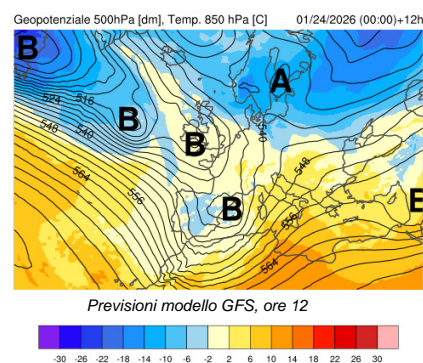 Geopotenziale 500hPa [dm], Temp. 850 hPa [C] 01/24/2026 (00:00)+12h
B
A
524
516
B
548
540
B
540
548
564
556
B
556
564
Previsioni modello GFS, ore 12
-30 -26 -22 -18 -14 -10 -6 -2 2 6 10 14 18 22 26 30